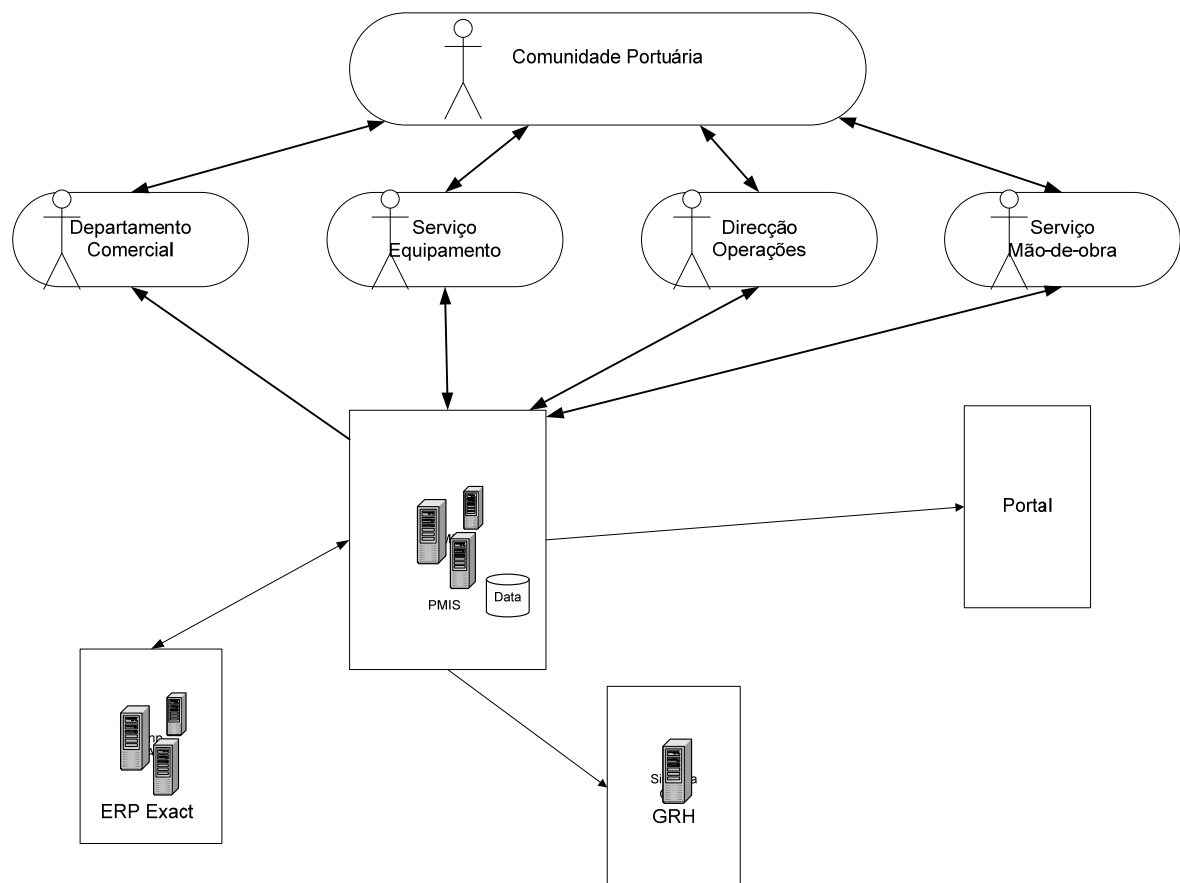 Comunidade Portuária
Departamento
Comercial
Serviço
Equipamento
Direcção
Operações
Serviço
Mão-de-obra
Portal
PMIS
Data
ERP Exact
GRH